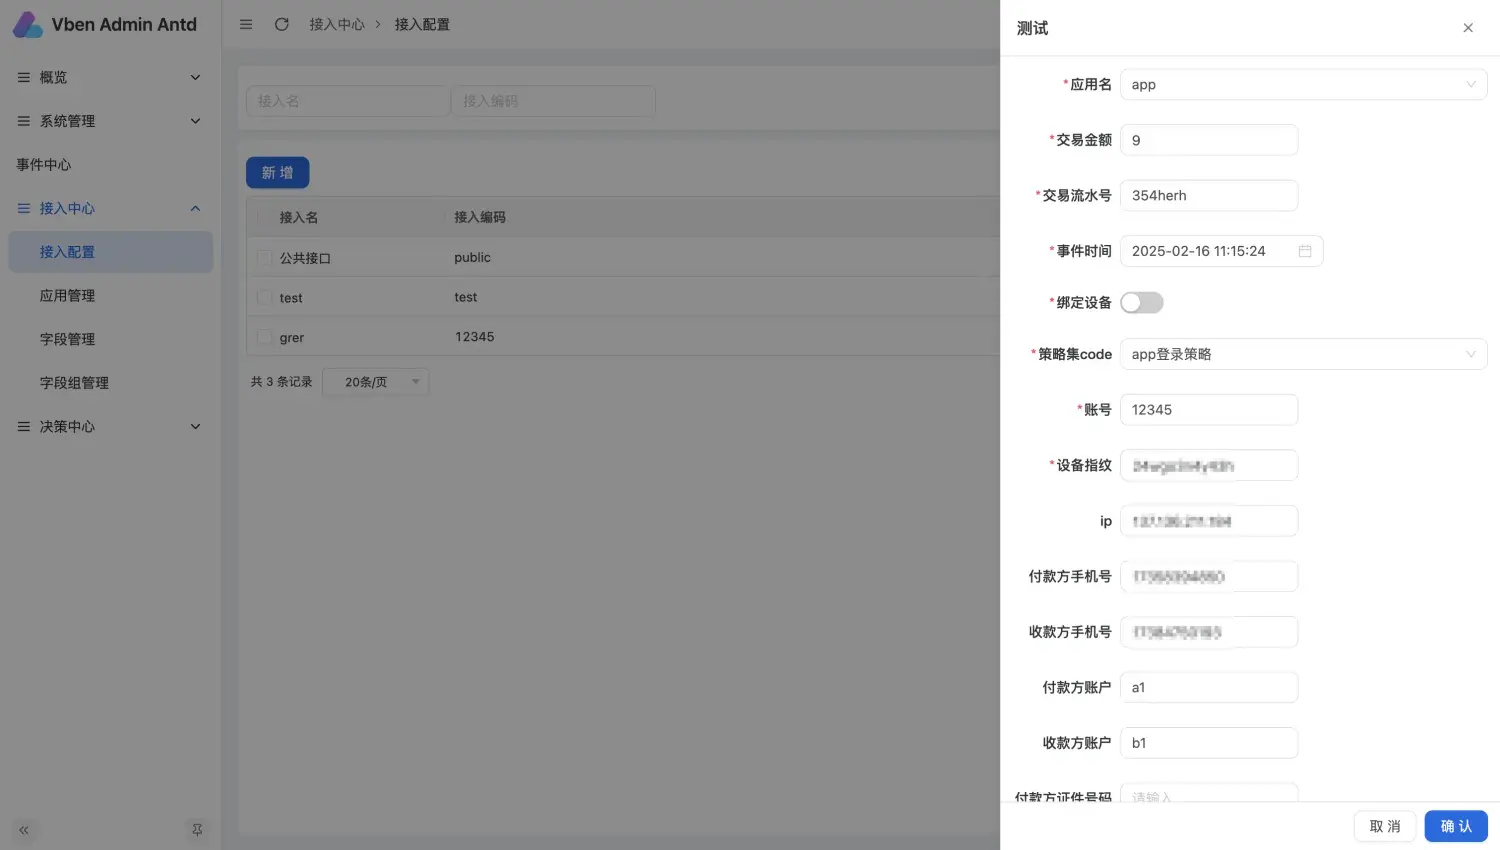 Vben Admin Antd
概览
系统管理
事件中心
接入中心
接入配置
应用管理
字段管理
字段组管理
决策中心
接入中心 > 接入配置
接入名 接入编码
新 增
接入名 接入编码
公共接口 public
test test
grer 12345
共 3 条记录 20条/页
测试
*应用名 app
*交易金额 9
*交易流水号 354herh
*事件时间 2025-02-16 11:15:24
*绑定设备
*策略集code app登录策略
*账号 12345
*设备指纹
ip
付款方手机号
收款方手机号
付款方账户 a1
收款方账户 b1
付款方证件号码 请输入
取 消 确 认